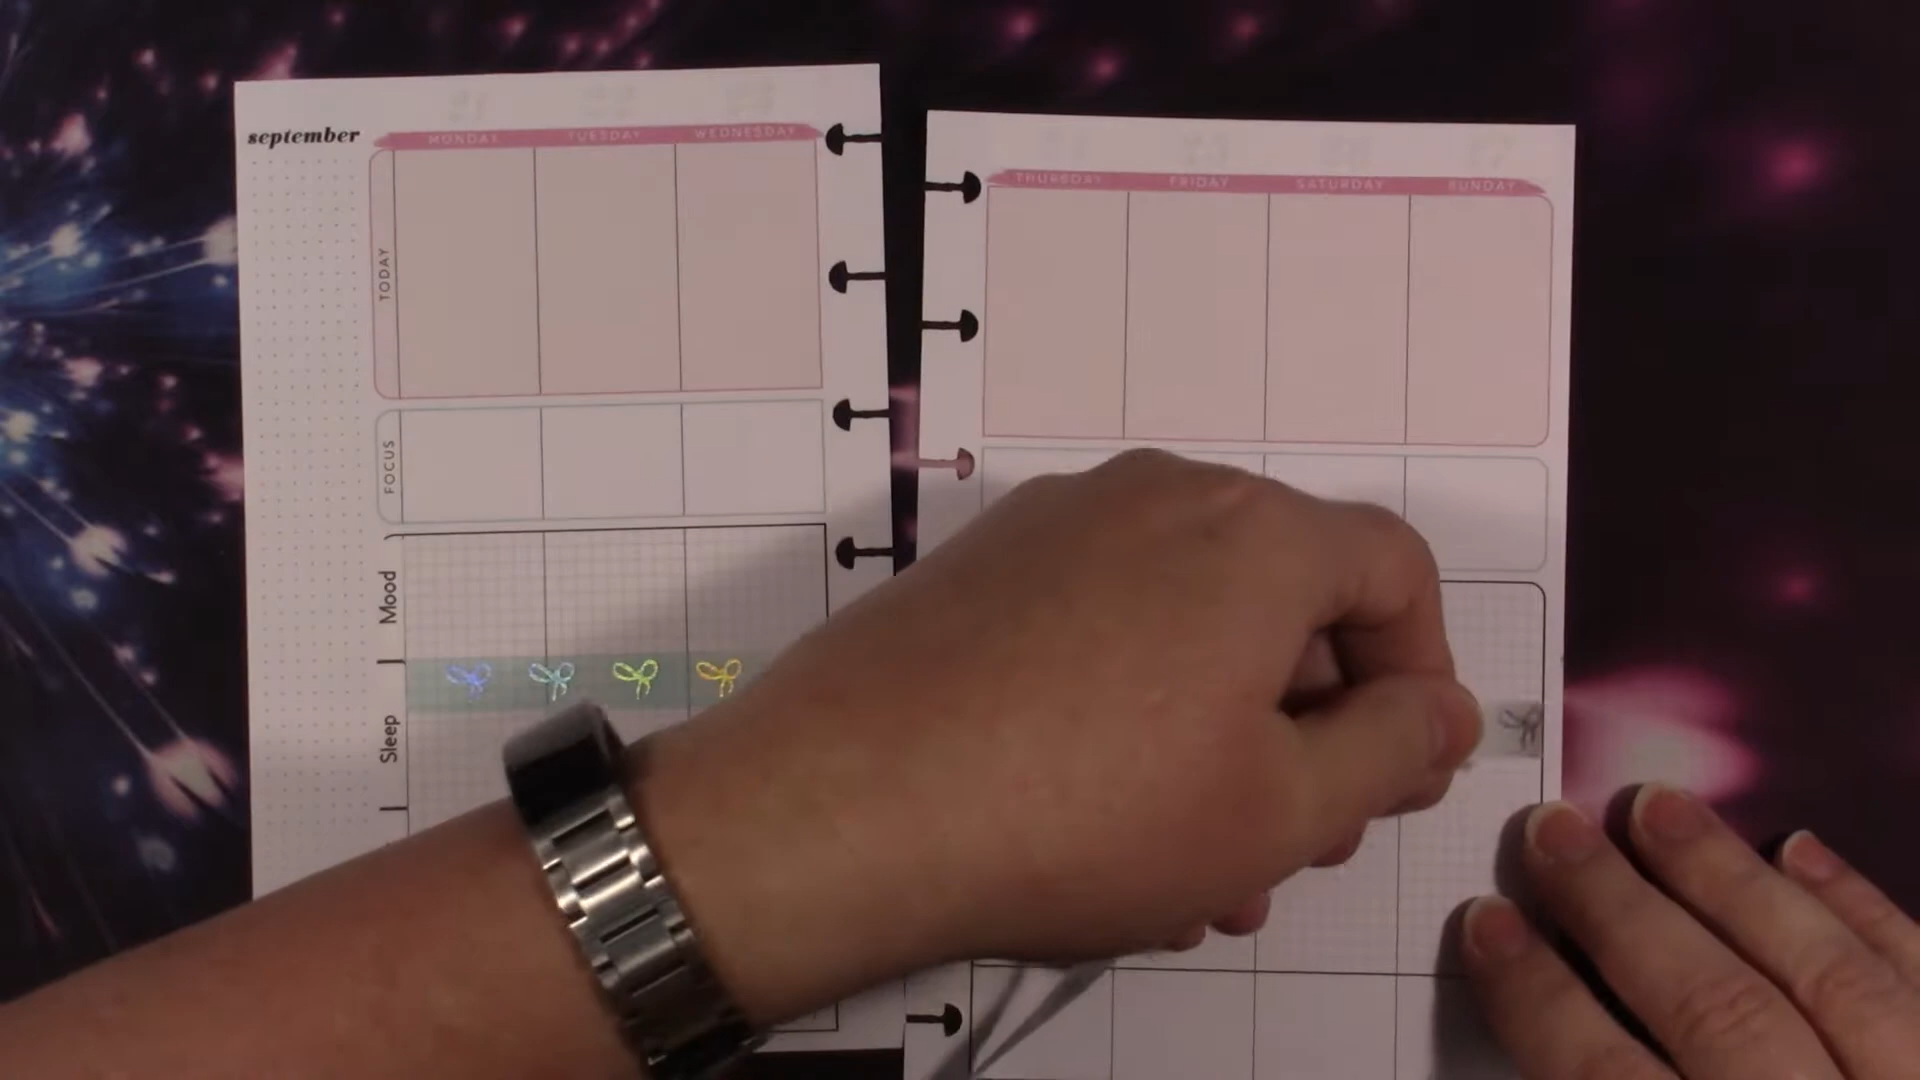 september
MONDAY TUESDAY WEDNESDAY
TODAY
FOCUS
Mood
Sleep
THURSDAY FRIDAY SATURDAY SUNDAY